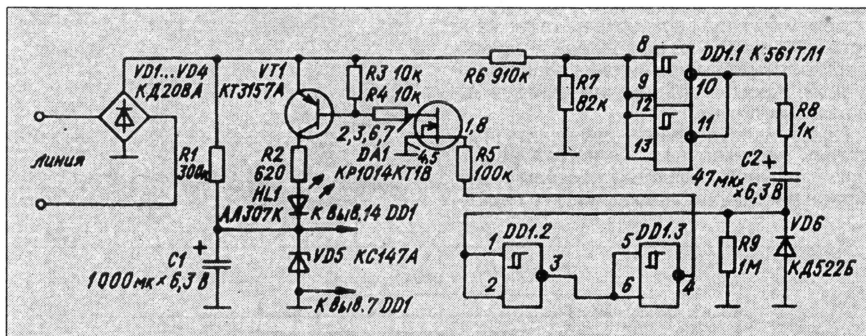 VD1...VD4
КД208А
VT1
КТ3157А
R3 10к
R4 10к
R6 910к
R7
82к
8
9
12
13
DD1.1 К561ТЛ1
10
11
R8
1к
C2 +
47мк×6,3В
линия
R1
300к
R2
620
HL1
АЛ307К
2,3,6,7
DA1
КР1014КТ1В
1,8
4,5
R5
100к
К выв.14 DD1
VD5 КС147А
К выв.7 DD1
+
C1
1000мк×6,3В
DD1.2
1
2
3
DD1.3
5
6
4
R9
1М
VD6
КД522Б